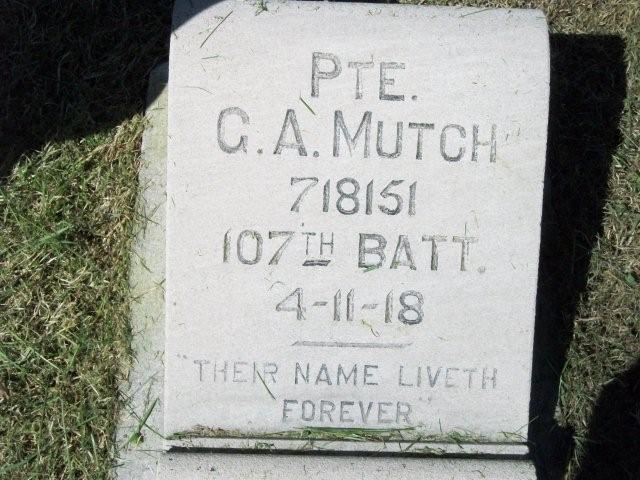 PTE.
G. A. MUTCH
718151
107TH BATT.
4-11-18
"THEIR NAME LIVETH
FOREVER"